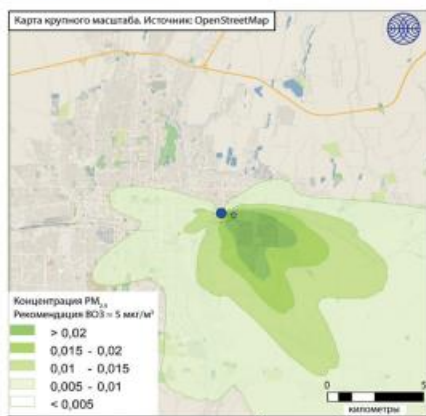 Карта крупного масштаба. Источник: OpenStreetMap
Концентрация PM2.5
Рекомендация ВОЗ = 5 мкг/м³
> 0,02
0,015 - 0,02
0,01 - 0,015
0,005 - 0,01
< 0,005
0 5
километры